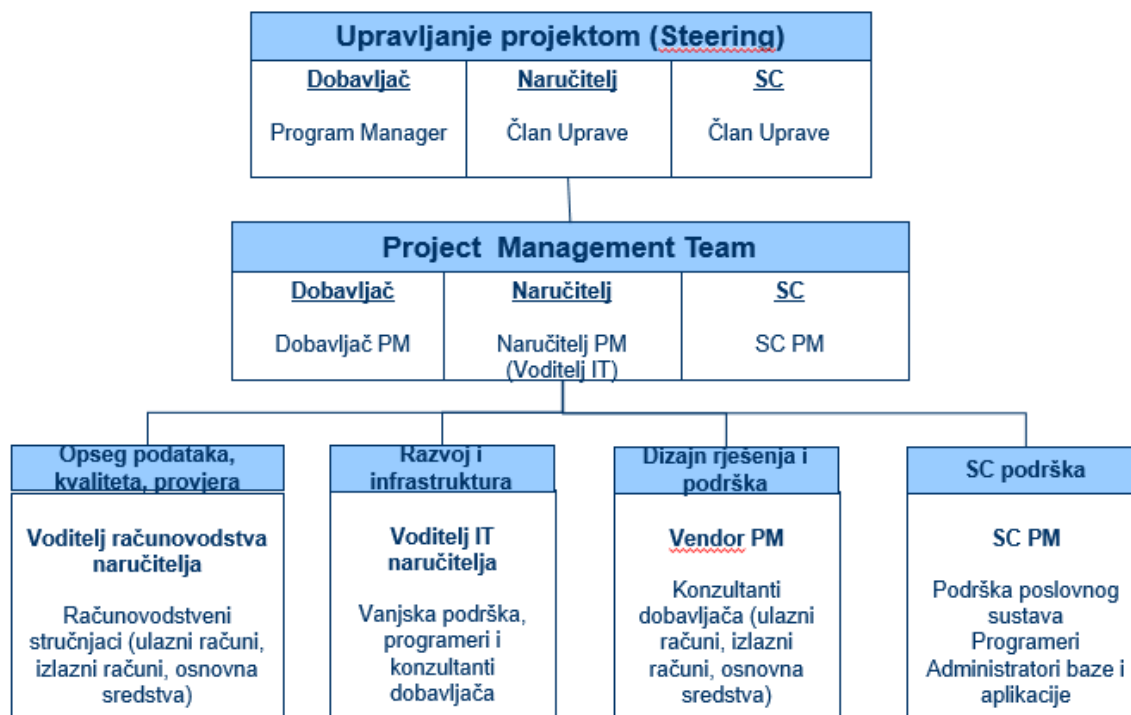 Upravljanje projektom (Steering)
Dobavljač
Program Manager
Naručitelj
Član Uprave
SC
Član Uprave
Project Management Team
Dobavljač
Dobavljač PM
Naručitelj
Naručitelj PM
(Voditelj IT)
SC
SC PM
Opseg podataka,
kvaliteta, provjera
Voditelj računovodstva
naručitelja
Računovodstveni
stručnjaci (ulazni računi,
izlazni računi, osnovna
sredstva)
Razvoj i
infrastruktura
Voditelj IT
naručitelja
Vanjska podrška,
programeri i
konzultanti
dobavljača
Dizajn rješenja i
podrška
Vendor PM
Konzultanti
dobavljača (ulazni
računi, izlazni
računi, osnovna
sredstva)
SC podrška
SC PM
Podrška poslovnog
sustava
Programeri
Administratori baze i
aplikacije